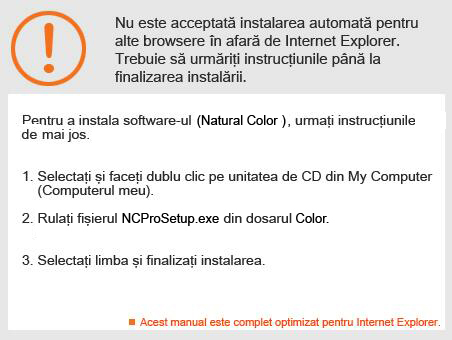 Nu este acceptată instalarea automată pentru
alte browsere în afară de Internet Explorer.
Trebuie să urmăriți instrucțiunile până la
finalizarea instalării.
Pentru a instala software-ul (Natural Color ), urmați instrucțiunile
de mai jos.
1. Selectați și faceți dublu clic pe unitatea de CD din My Computer
(Computerul meu).
2. Rulați fișierul NCProSetup.exe din dosarul Color.
3. Selectați limba și finalizați instalarea.
Acest manual este complet optimizat pentru Internet Explorer.